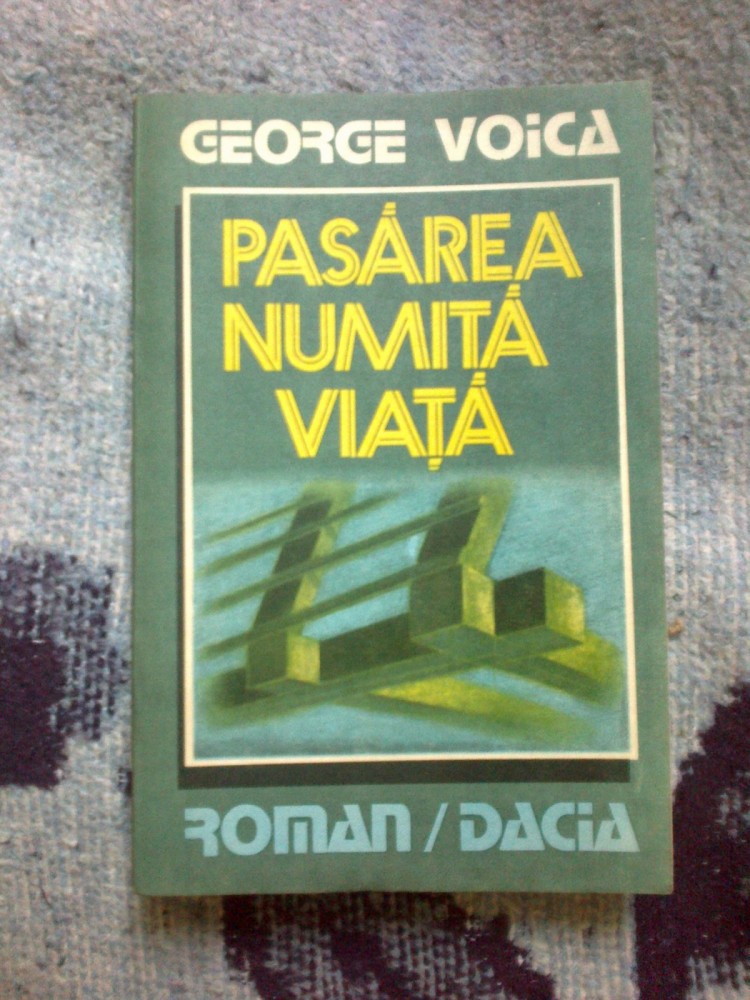 GEORGE VOiCA
PASĂREA
NUMITĂ
VIAȚĂ
ROMAN / DACiA